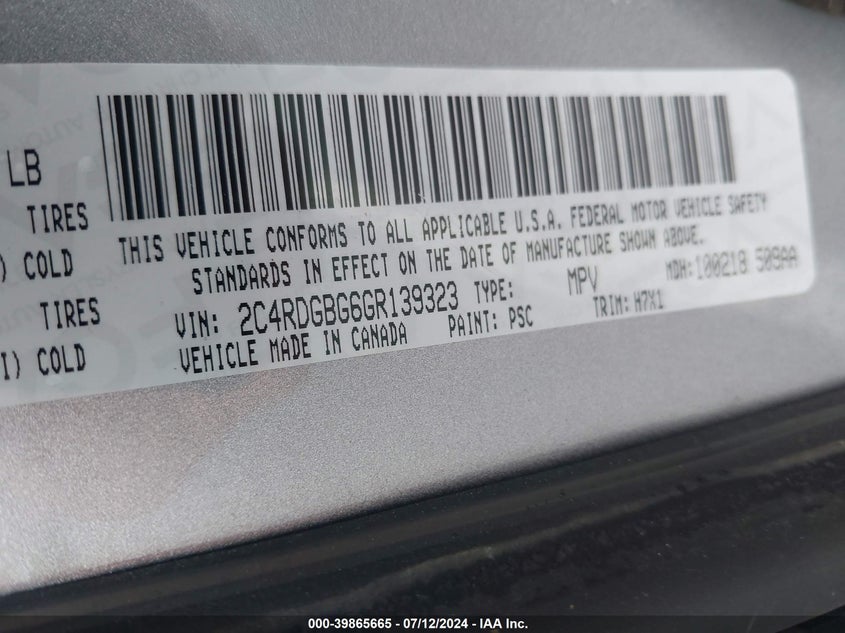 LB
TIRES
) COLD
TIRES
I) COLD
THIS VEHICLE CONFORMS TO ALL APPLICABLE U.S.A. FEDERAL MOTOR VEHICLE SAFETY
STANDARDS IN EFFECT ON THE DATE OF MANUFACTURE SHOWN ABOVE.
MDH: 100218 509AA
VIN: 2C4RDGBG6GR139323 TYPE: MPV
VEHICLE MADE IN CANADA PAINT: PSC TRIM: H7X1
000-39865665 - 07/12/2024 - IAA Inc.